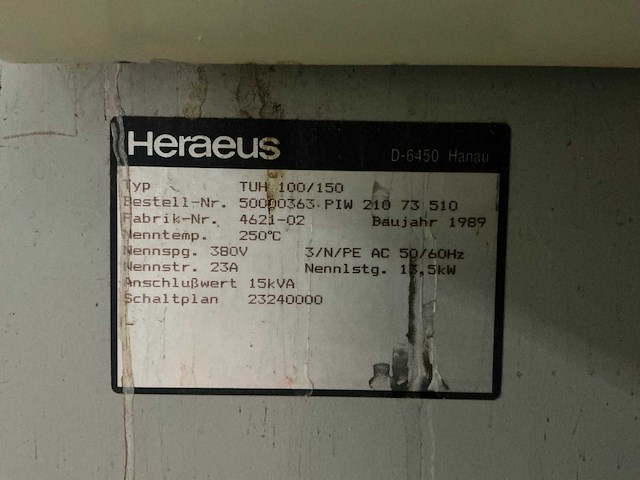 Heraeus
D-6450 Hanau
Typ TUH 100/150
Bestell-Nr. 50000363 PIW 210 73 510
Fabrik-Nr. 4621-02 Baujahr 1989
Nenntemp. 250°C
Nennspg. 380V 3/N/PE AC 50/60Hz
Nennstr. 23A Nennlstg. 13,5kW
Anschlußwert 15kVA
Schaltplan 23240000